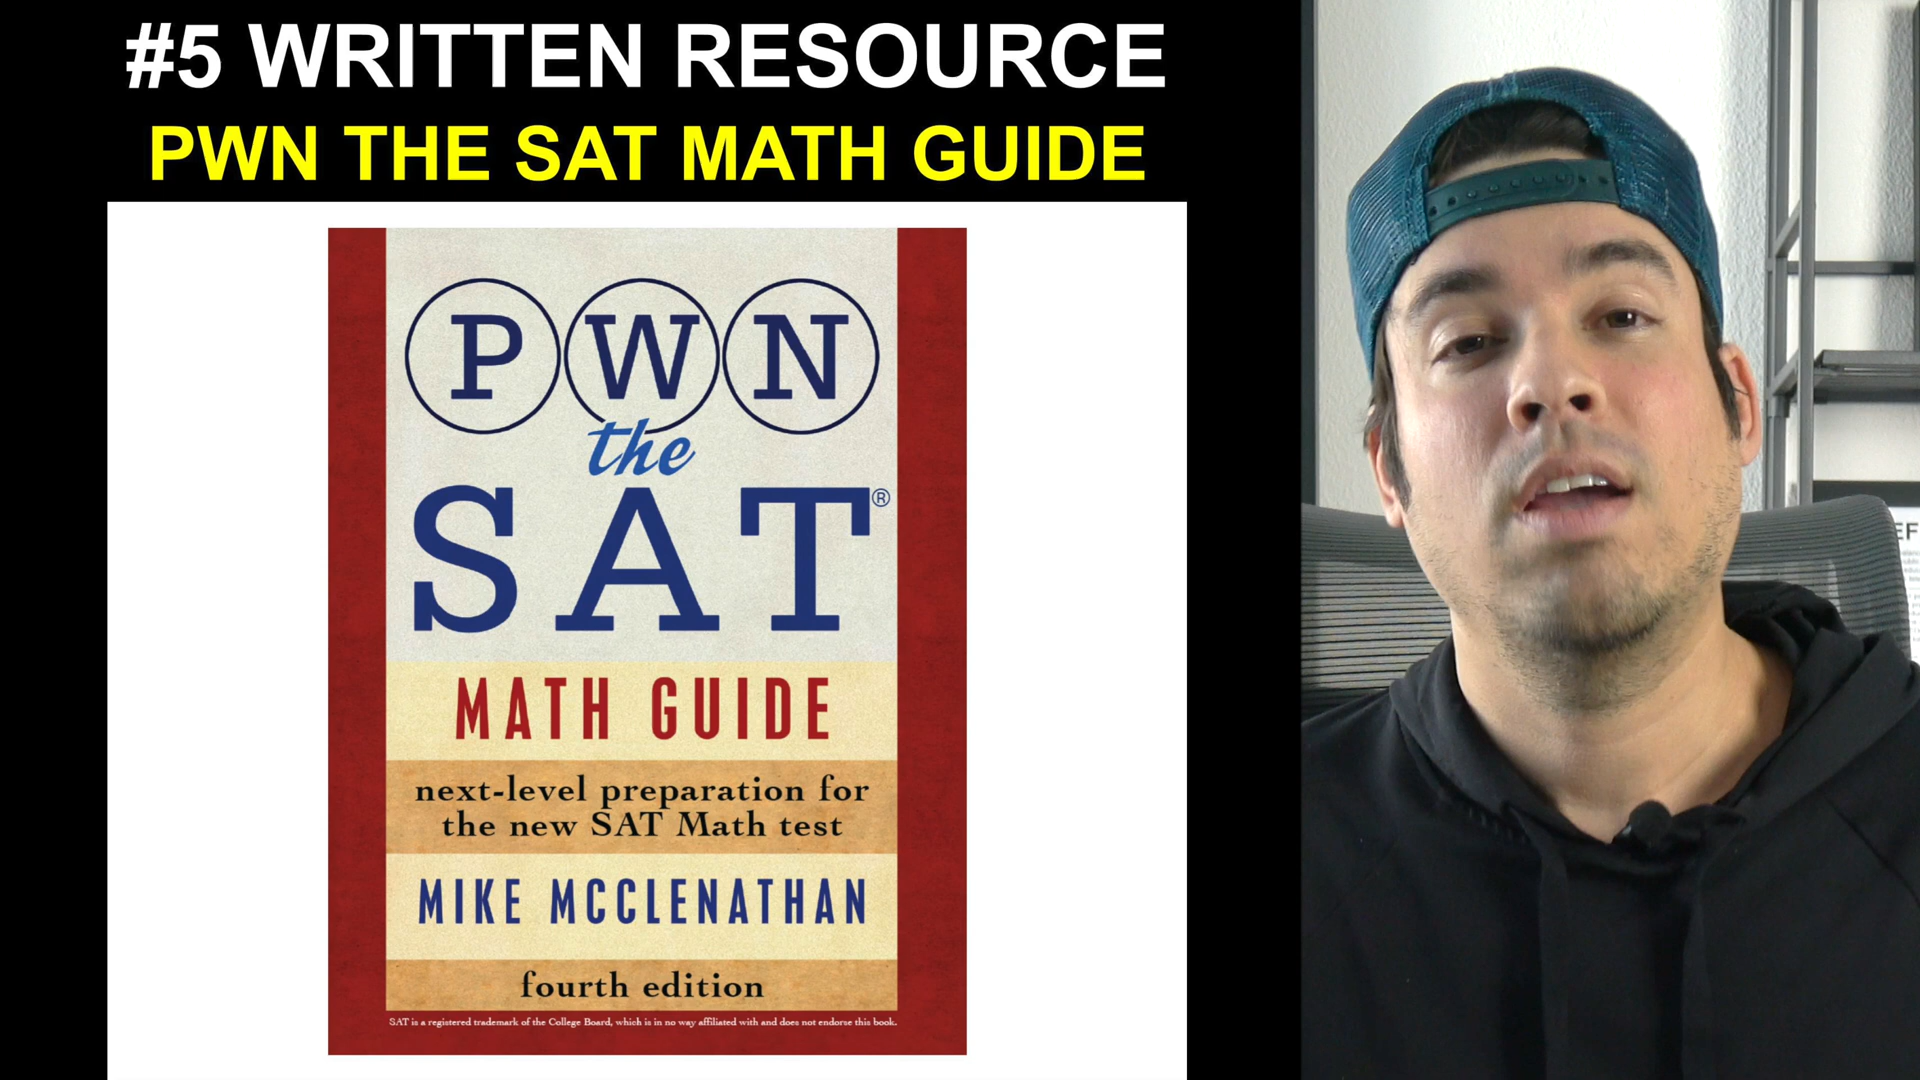 #5 WRITTEN RESOURCE
PWN THE SAT MATH GUIDE
PWN
the
SAT®
MATH GUIDE
next-level preparation for
the new SAT Math test
MIKE MCCLENATHAN
fourth edition
SAT is a registered trademark of the College Board, which is in no way affiliated with and does not endorse this book.